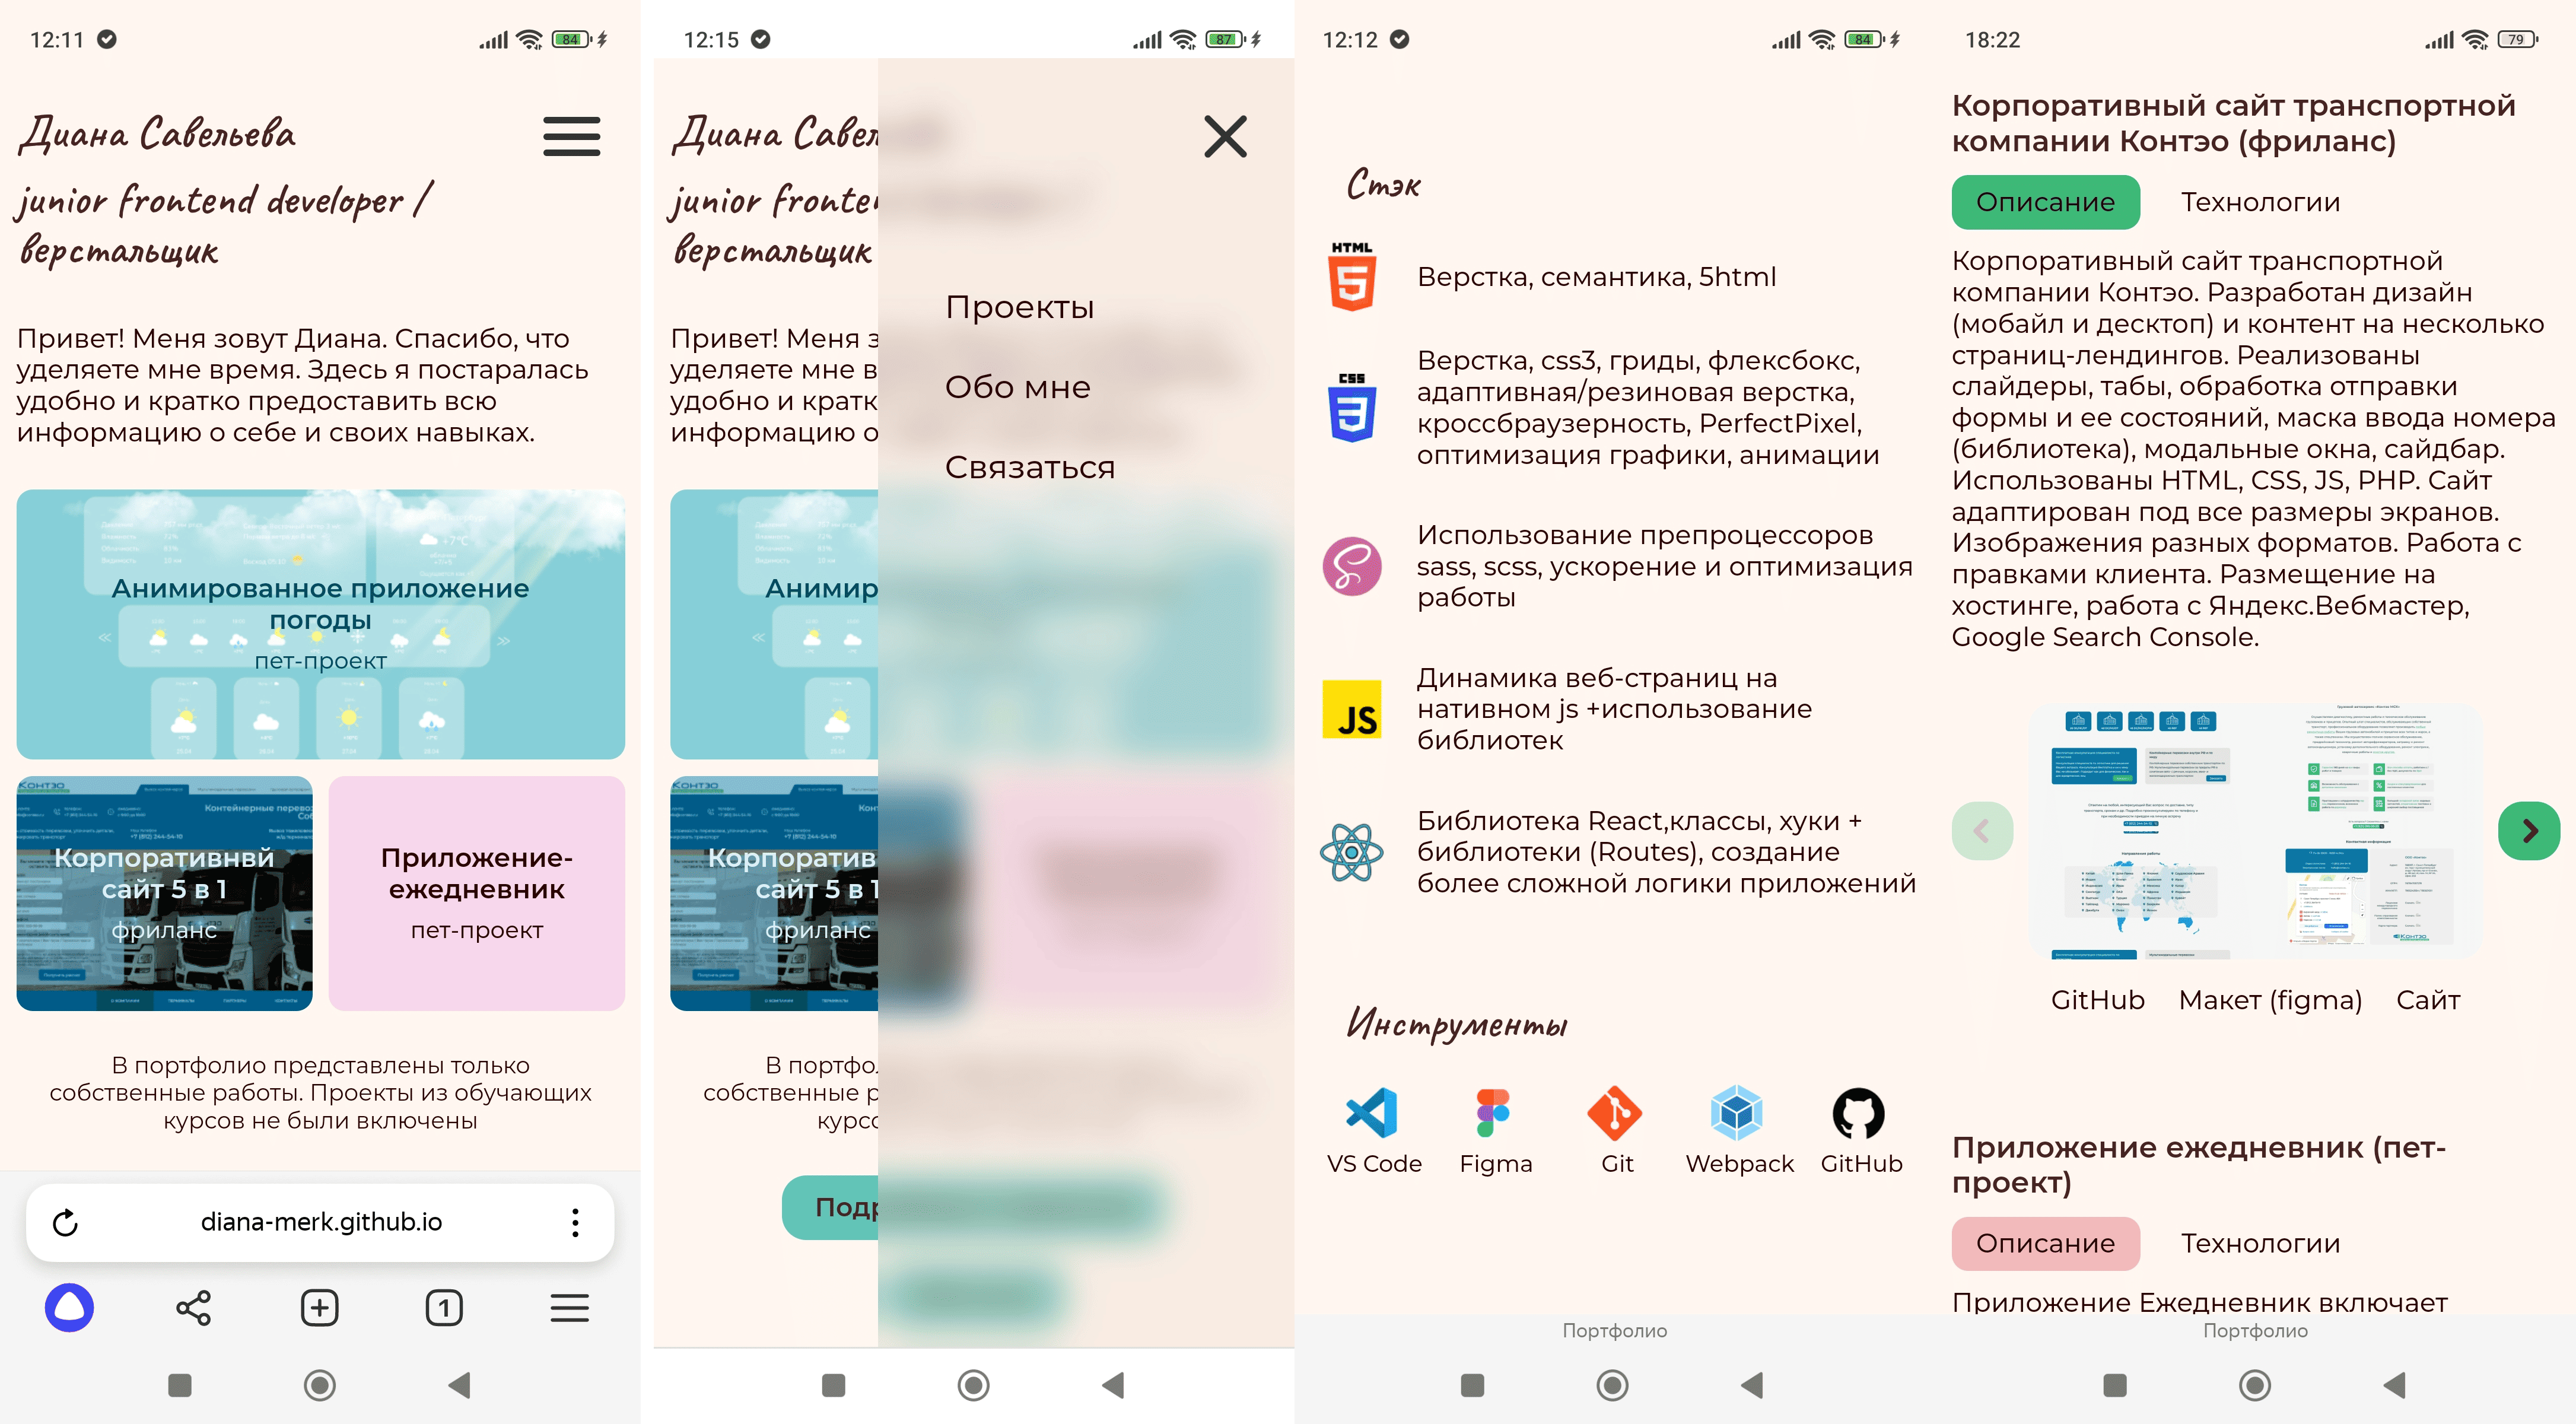 12:11
84
Диана Савельева
junior frontend developer /
верстальщик
Привет! Меня зовут Диана. Спасибо, что
уделяете мне время. Здесь я постаралась
удобно и кратко предоставить всю
информацию о себе и своих навыках.
Анимированное приложение
погоды
пет-проект
КОНТЭО
Корпоративнвй
сайт 5 в 1
фриланс
Приложение-
ежедневник
пет-проект
В портфолио представлены только
собственные работы. Проекты из обучающих
курсов не были включены
diana-merk.github.io
1
12:15
87
Диана Савел
junior fronte
верстальщик
Привет! Меня з
уделяете мне в
удобно и кратк
информацию о
Аним
КОНТЭО
Корпоратив
сайт 5 в 1
фриланс
В портфо
собственные р
курсо
Под
Проекты
Обо мне
Связаться
12:12
84
Стэк
HTML
5
Верстка, семантика, 5html
CSS
3
Верстка, css3, гриды, флексбокс,
адаптивная/резиновая верстка,
кроссбраузерность, PerfectPixel,
оптимизация графики, анимации
Использование препроцессоров
sass, scss, ускорение и оптимизация
работы
JS
Динамика веб-страниц на
нативном js +использование
библиотек
Библиотека React,классы, хуки +
библиотеки (Routes), создание
более сложной логики приложений
Инструменты
VS Code Figma Git Webpack GitHub
Портфолио
18:22
79
Корпоративный сайт транспортной
компании Контэо (фриланс)
Описание Технологии
Корпоративный сайт транспортной
компании Контэо. Разработан дизайн
(мобайл и десктоп) и контент на несколько
страниц-лендингов. Реализованы
слайдеры, табы, обработка отправки
формы и ее состояний, маска ввода номера
(библиотека), модальные окна, сайдбар.
Использованы HTML, CSS, JS, PHP. Сайт
адаптирован под все размеры экранов.
Изображения разных форматов. Работа с
правками клиента. Размещение на
хостинге, работа с Яндекс.Вебмастер,
Google Search Console.
GitHub Макет (figma) Сайт
Приложение ежедневник (пет-
проект)
Описание Технологии
Приложение Ежедневник включает
Портфолио